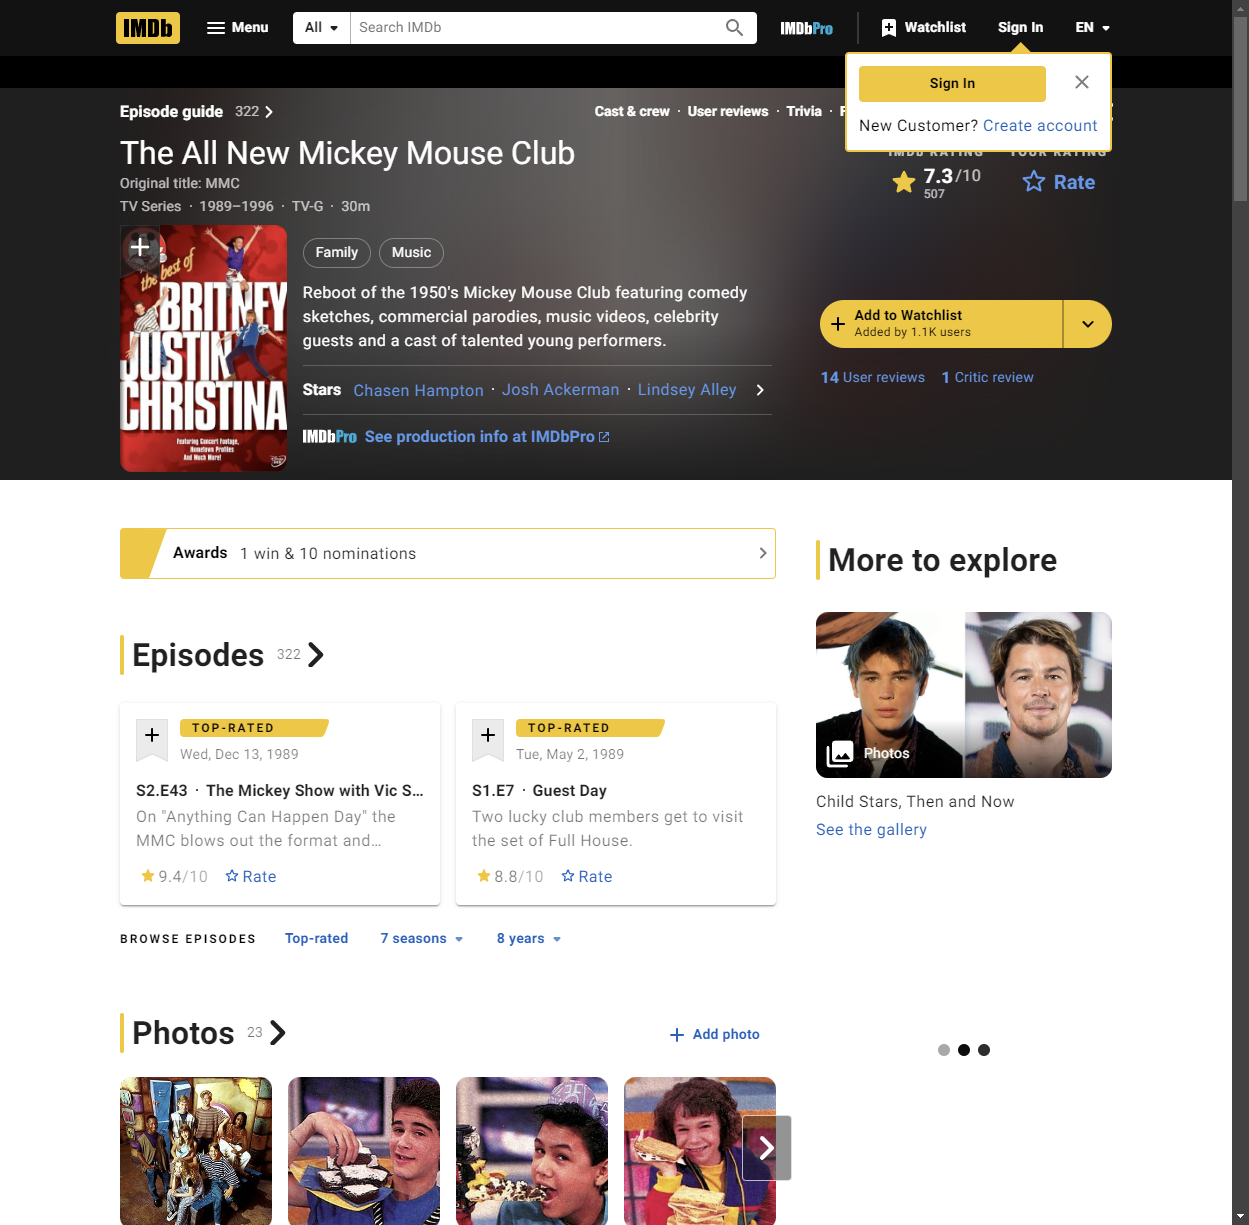 IMDb
Menu
All
Search IMDb
IMDbPro
Watchlist
Sign In
EN
Sign In
New Customer? Create account
Episode guide 322
Cast & crew · User reviews · Trivia ·
The All New Mickey Mouse Club
Original title: MMC
TV Series · 1989–1996 · TV-G · 30m
IMDb RATING
YOUR RATING
7.3/10
507
Rate
the best of
BRITNEY
JUSTIN
CHRISTINA
Featuring Concert Footage,
Hometown Profiles
And Much More!
Disney DVD
Family
Music
Reboot of the 1950's Mickey Mouse Club featuring comedy
sketches, commercial parodies, music videos, celebrity
guests and a cast of talented young performers.
Stars Chasen Hampton · Josh Ackerman · Lindsey Alley
IMDbPro See production info at IMDbPro
Add to Watchlist
Added by 1.1K users
14 User reviews
1 Critic review
Awards 1 win & 10 nominations
Episodes 322
TOP-RATED
Wed, Dec 13, 1989
S2.E43 · The Mickey Show with Vic S...
On "Anything Can Happen Day" the
MMC blows out the format and...
9.4/10 Rate
TOP-RATED
Tue, May 2, 1989
S1.E7 · Guest Day
Two lucky club members get to visit
the set of Full House.
8.8/10 Rate
BROWSE EPISODES
Top-rated
7 seasons
8 years
Photos 23
Add photo
More to explore
Photos
Child Stars, Then and Now
See the gallery